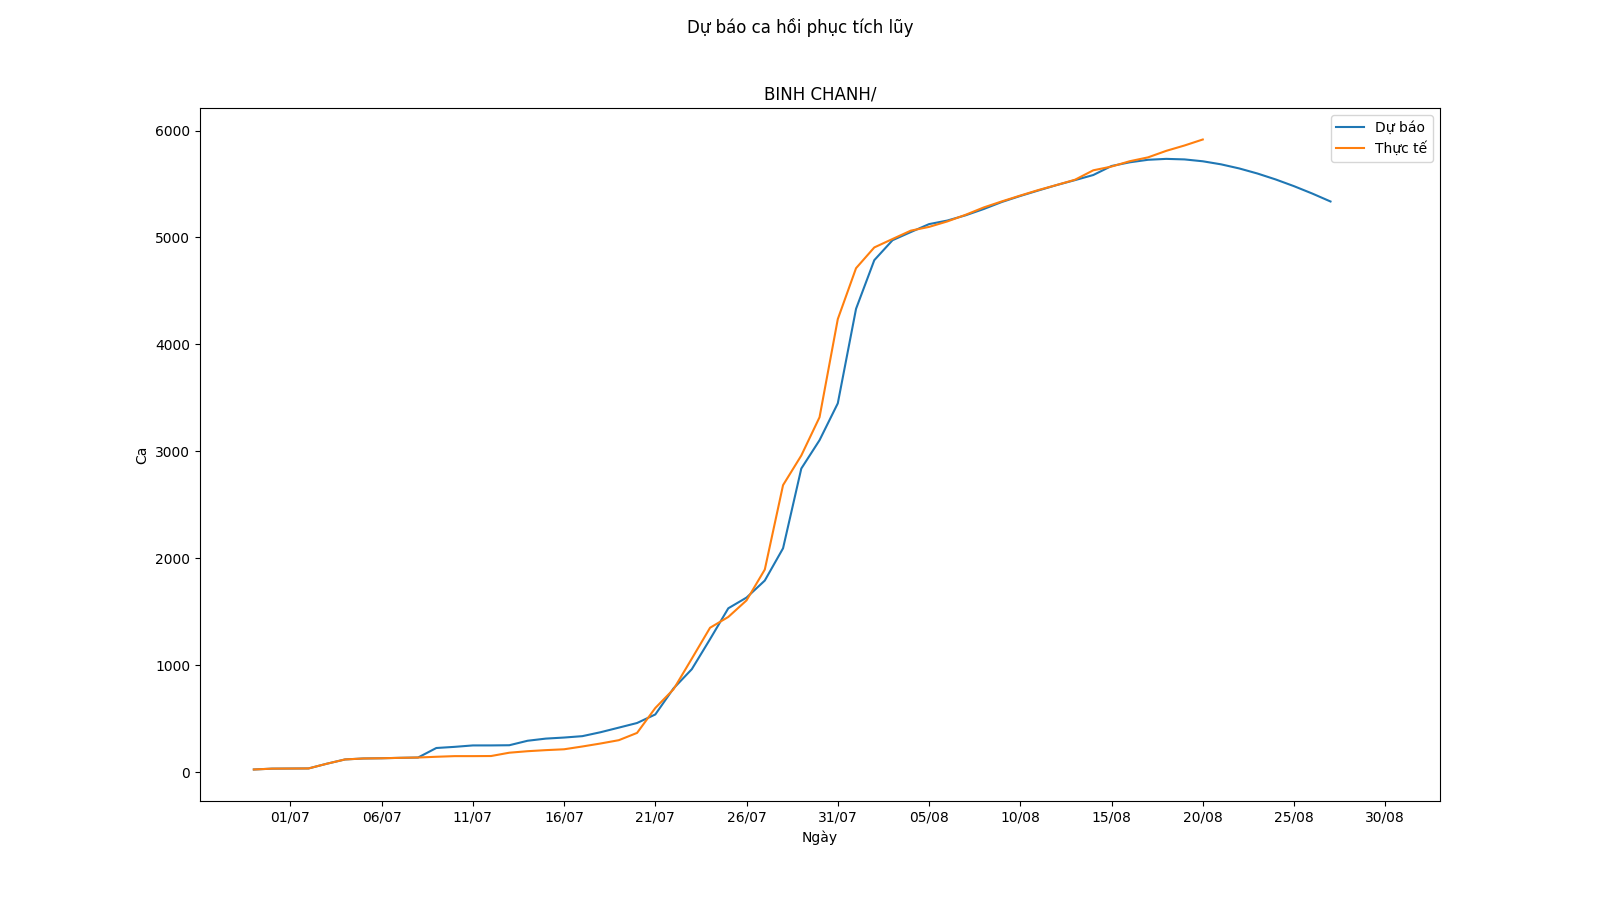 Dự báo ca hồi phục tích lũy
BINH CHANH/
Dự báo
Thực tế
6000
5000
4000
3000
2000
1000
0
Ca
01/07 06/07 11/07 16/07 21/07 26/07 31/07 05/08 10/08 15/08 20/08 25/08 30/08
Ngày